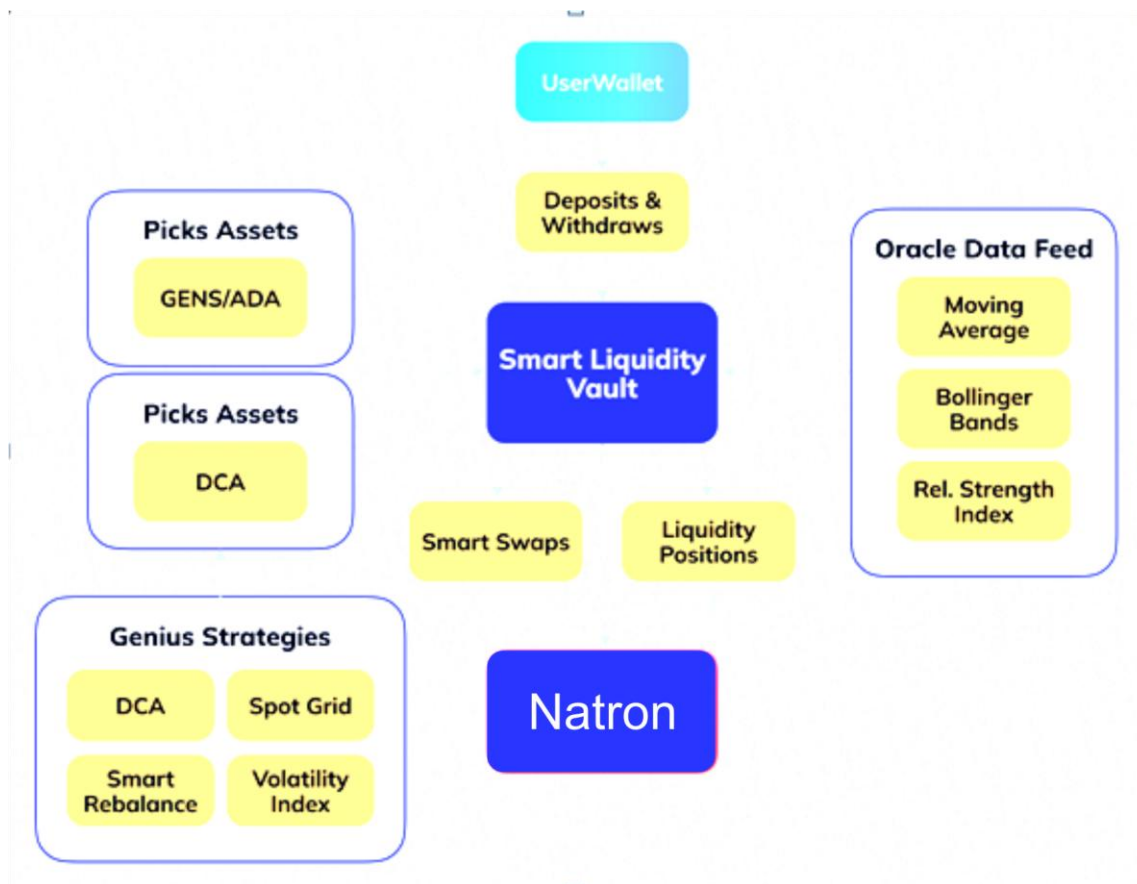 UserWallet
Deposits &
Withdraws
Picks Assets
GENS/ADA
Picks Assets
DCA
Smart Liquidity
Vault
Oracle Data Feed
Moving
Average
Bollinger
Bands
Rel. Strength
Index
Smart Swaps
Liquidity
Positions
Genius Strategies
DCA
Spot Grid
Smart
Rebalance
Volatility
Index
Natron